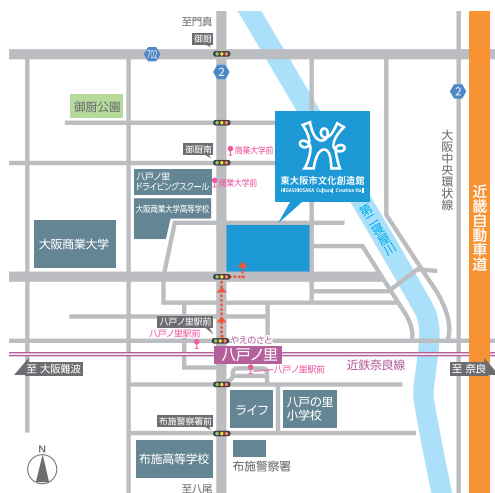 至門真
御厨
702
2
2
御厨公園
商業大学前
御厨南
八戸ノ里
ドライビングスクール
商業大学前
大阪商業大学高等学校
大阪商業大学
東大阪市文化創造館
HIGASHIOSAKA Cultural Creation Hall
第二寝屋川
大阪中央環状線
近畿自動車道
八戸ノ里駅前
八戸ノ里駅前
やえのさと
八戸ノ里
八戸ノ里駅前
近鉄奈良線
至 大阪難波
至 奈良
ライフ
八戸の里
小学校
布施警察署前
布施高等学校
布施警察署
至八尾
N